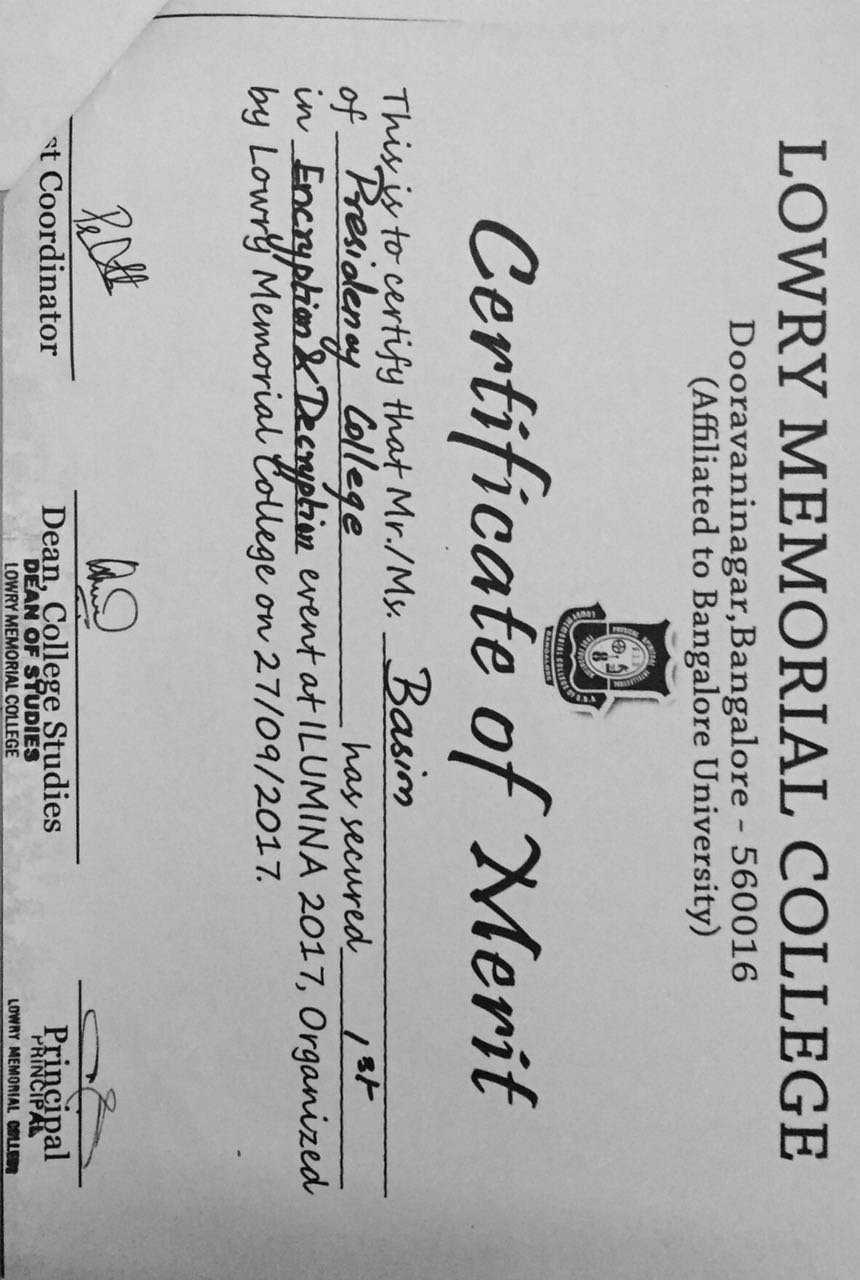 LOWRY MEMORIAL COLLEGE
Dooravaninagar,Bangalore - 560016
(Affiliated to Bangalore University)
BANGALORE
Certificate of Merit
This is to certify that Mr./Ms. Basim
of Presidency College has secured 1st
in Encryption & Decryption event at ILUMINA 2017, Organized
by Lowry Memorial College on 27/09/2017.
st Coordinator
Dean, College Studies
DEAN OF STUDIES
LOWRY MEMORIAL COLLEGE
Principal
PRINCIPAL
LOWRY MEMORIAL COLLEGE